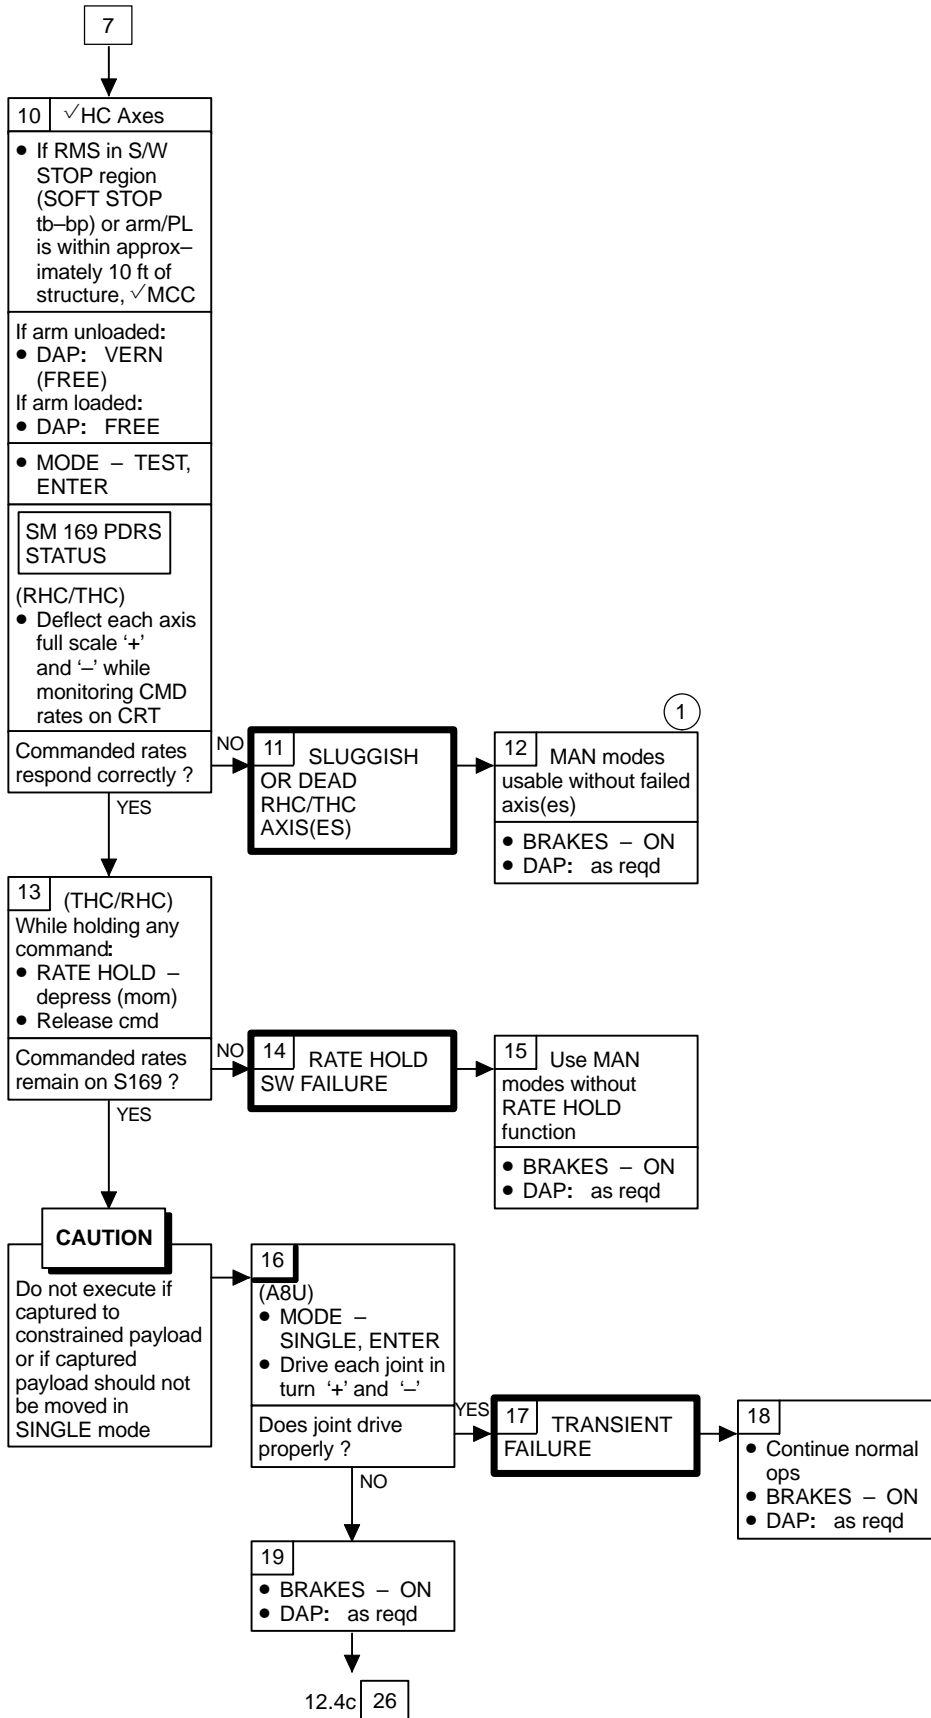 7
10 √HC Axes
• If RMS in S/W
STOP region
(SOFT STOP
tb–bp) or arm/PL
is within approx–
imately 10 ft of
structure, √MCC
If arm unloaded:
• DAP: VERN
(FREE)
If arm loaded:
• DAP: FREE
• MODE – TEST,
ENTER
SM 169 PDRS
STATUS
(RHC/THC)
• Deflect each axis
full scale ‘+’
and ‘–’ while
monitoring CMD
rates on CRT
Commanded rates
respond correctly ?
NO
YES
11 SLUGGISH
OR DEAD
RHC/THC
AXIS(ES)
1
12 MAN modes
usable without failed
axis(es)
• BRAKES – ON
• DAP: as reqd
13 (THC/RHC)
While holding any
command:
• RATE HOLD –
depress (mom)
• Release cmd
Commanded rates
remain on S169 ?
NO
YES
14 RATE HOLD
SW FAILURE
15 Use MAN
modes without
RATE HOLD
function
• BRAKES – ON
• DAP: as reqd
CAUTION
Do not execute if
captured to
constrained payload
or if captured
payload should not
be moved in
SINGLE mode
16
(A8U)
• MODE –
SINGLE, ENTER
• Drive each joint in
turn ‘+’ and ‘–’
Does joint drive
properly ?
YES
NO
17 TRANSIENT
FAILURE
18
• Continue normal
ops
• BRAKES – ON
• DAP: as reqd
19
• BRAKES – ON
• DAP: as reqd
12.4c 26